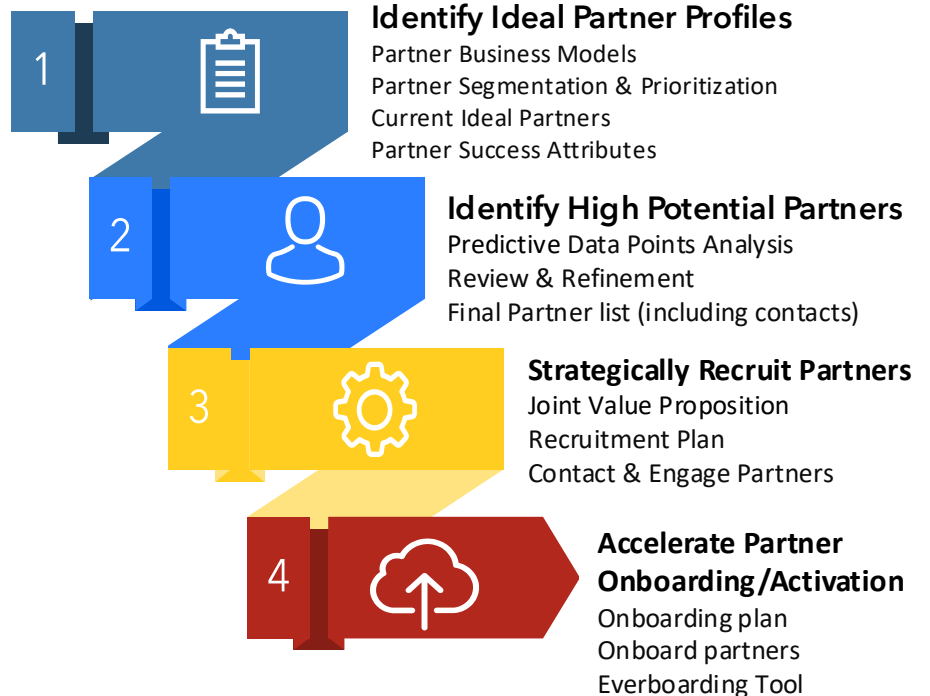 1
Identify Ideal Partner Profiles
Partner Business Models
Partner Segmentation & Prioritization
Current Ideal Partners
Partner Success Attributes
2
Identify High Potential Partners
Predictive Data Points Analysis
Review & Refinement
Final Partner list (including contacts)
3
Strategically Recruit Partners
Joint Value Proposition
Recruitment Plan
Contact & Engage Partners
4
Accelerate Partner
Onboarding/Activation
Onboarding plan
Onboard partners
Everboarding Tool